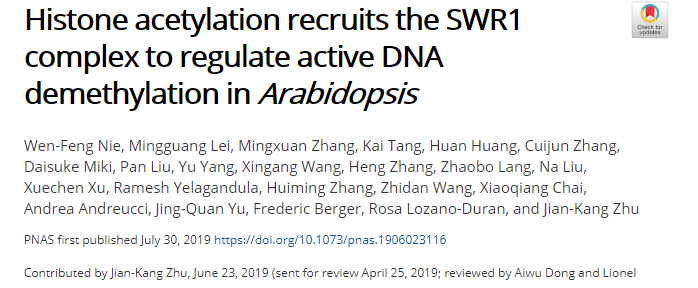 Histone acetylation recruits the SWR1
complex to regulate active DNA
demethylation in Arabidopsis
Check for
updates
Wen-Feng Nie, Mingguang Lei, Mingxuan Zhang, Kai Tang, Huan Huang, Cuijun Zhang,
Daisuke Miki, Pan Liu, Yu Yang, Xingang Wang, Heng Zhang, Zhaobo Lang, Na Liu,
Xuechen Xu, Ramesh Yelagandula, Huiming Zhang, Zhidan Wang, Xiaoqiang Chai,
Andrea Andreucci, Jing-Quan Yu, Frederic Berger, Rosa Lozano-Duran, and Jian-Kang Zhu
PNAS first published July 30, 2019 https://doi.org/10.1073/pnas.1906023116
Contributed by Jian-Kang Zhu, June 23, 2019 (sent for review April 25, 2019; reviewed by Aiwu Dong and Lionel